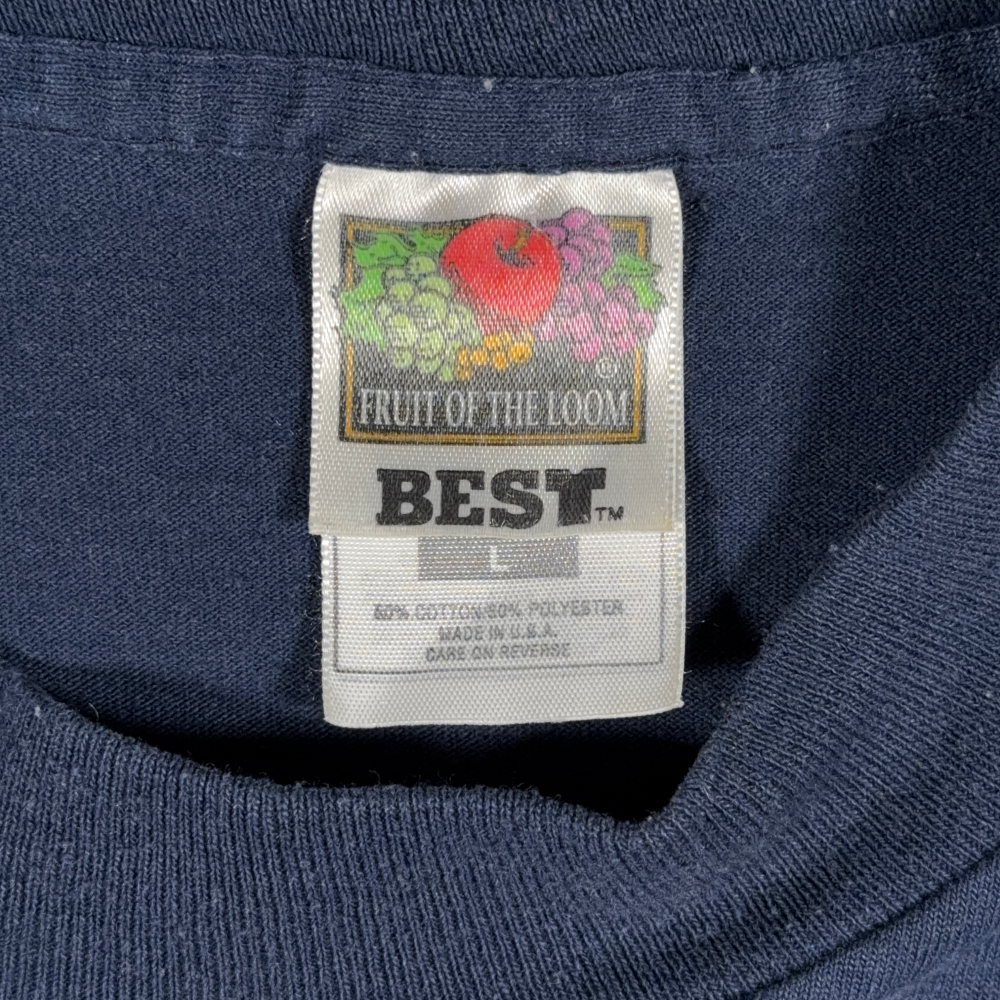 ®
FRUIT OF THE LOOM
BEST™
L
50% COTTON 50% POLYESTER
MADE IN U.S.A.
CARE ON REVERSE